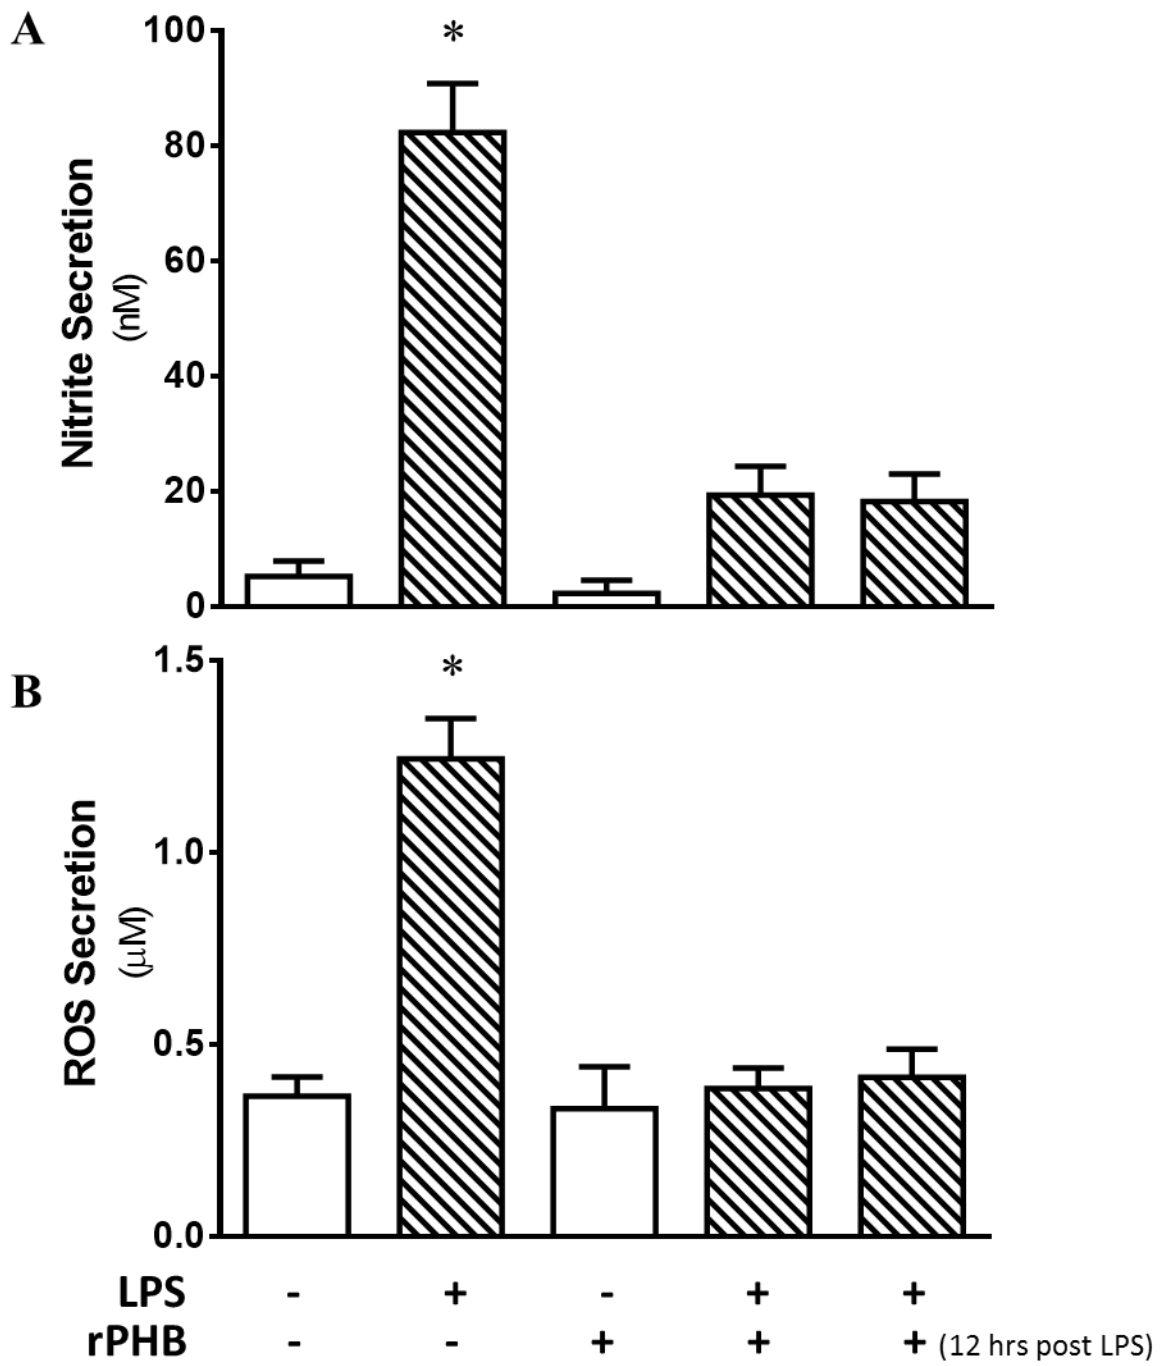 A
*
100
80
60
40
20
0
Nitrite Secretion
(nM)
B
*
1.5
1.0
0.5
0.0
ROS Secretion
(μM)
LPS - + - + +
rPHB - - + + + (12 hrs post LPS)